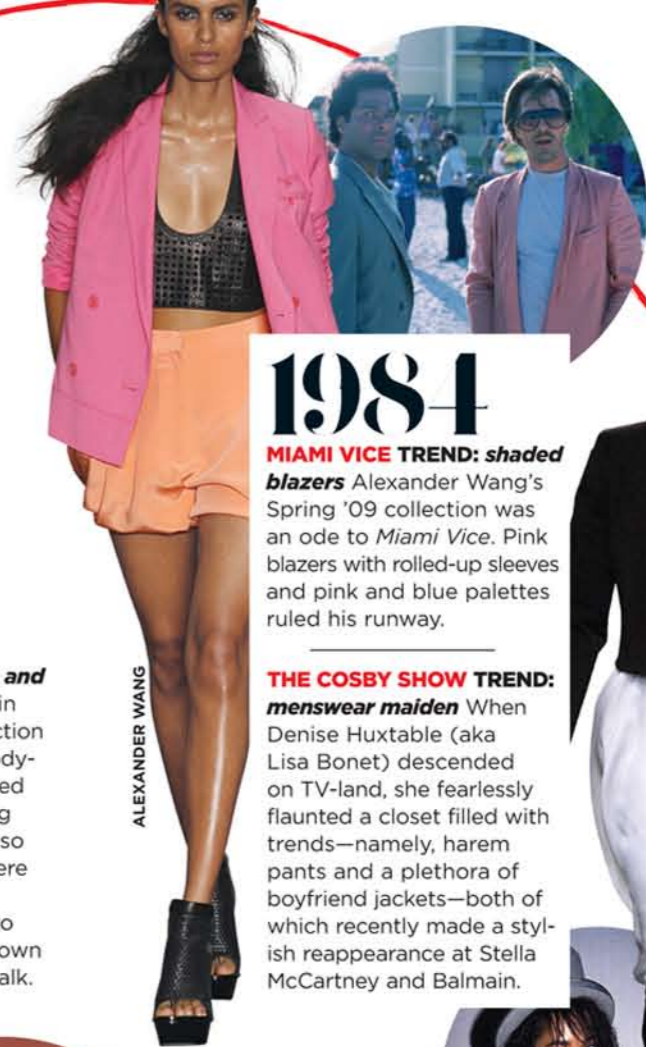 1984
MIAMI VICE TREND: shaded
blazers Alexander Wang's
Spring '09 collection was
an ode to Miami Vice. Pink
blazers with rolled-up sleeves
and pink and blue palettes
ruled his runway.
THE COSBY SHOW TREND:
menswear maiden When
Denise Huxtable (aka
Lisa Bonet) descended
on TV-land, she fearlessly
flaunted a closet filled with
trends—namely, harem
pants and a plethora of
boyfriend jackets—both of
which recently made a styl-
ish reappearance at Stella
McCartney and Balmain.
ALEXANDER WANG
and
in
ction
dy-
ed
g
so
ere
o
own
alk.